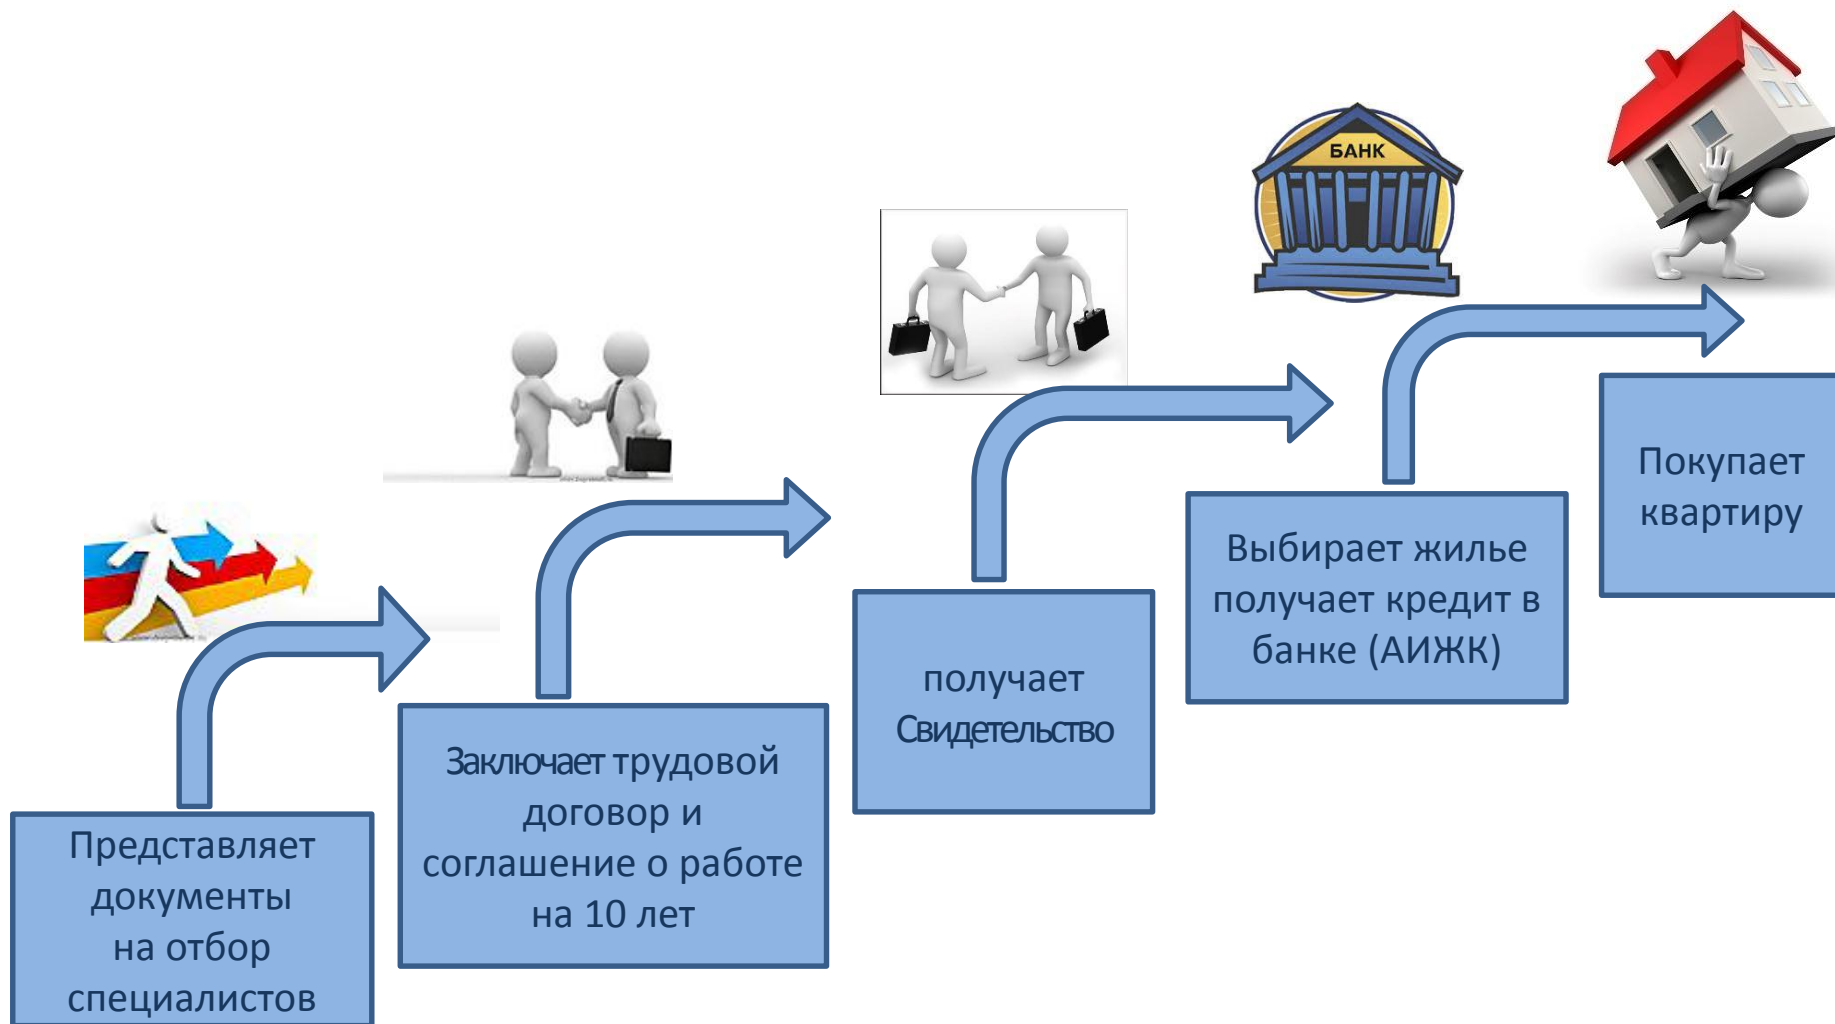 БАНК
Представляет
документы
на отбор
специалистов
Заключает трудовой
договор и
соглашение о работе
на 10 лет
получает
Свидетельство
Выбирает жилье
получает кредит в
банке (АИЖК)
Покупает
квартиру